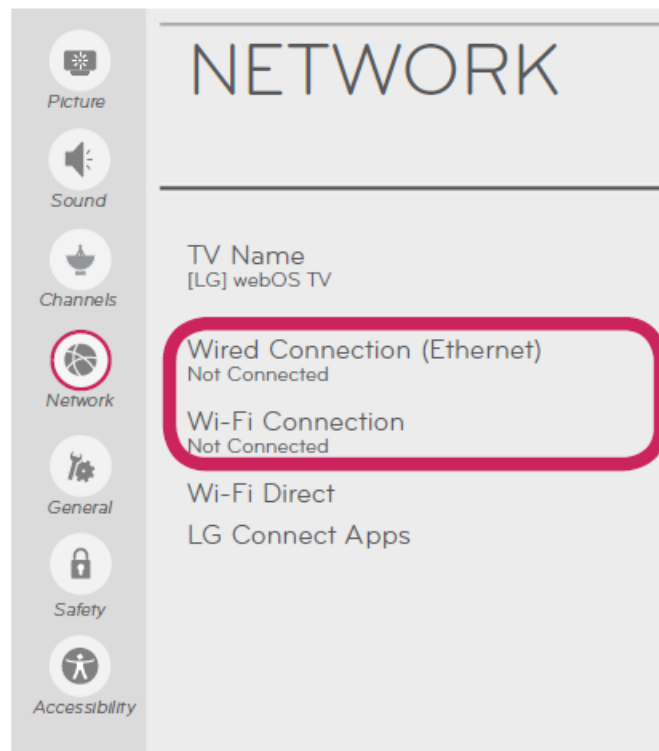 Picture
Sound
Channels
Network
General
Safety
Accessibility
NETWORK
TV Name
[LG] webOS TV
Wired Connection (Ethernet)
Not Connected
Wi-Fi Connection
Not Connected
Wi-Fi Direct
LG Connect Apps